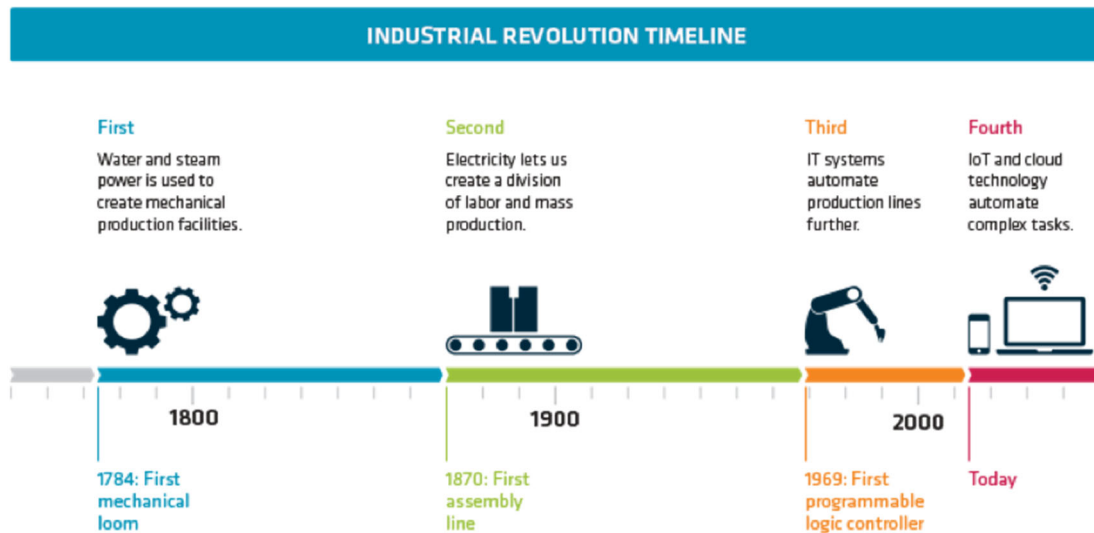 INDUSTRIAL REVOLUTION TIMELINE
First
Water and steam
power is used to
create mechanical
production facilities.
Second
Electricity lets us
create a division
of labor and mass
production.
Third
IT systems
automate
production lines
further.
Fourth
IoT and cloud
technology
automate
complex tasks.
1800
1900
2000
1784: First
mechanical
loom
1870: First
assembly
line
1969: First
programmable
logic controller
Today